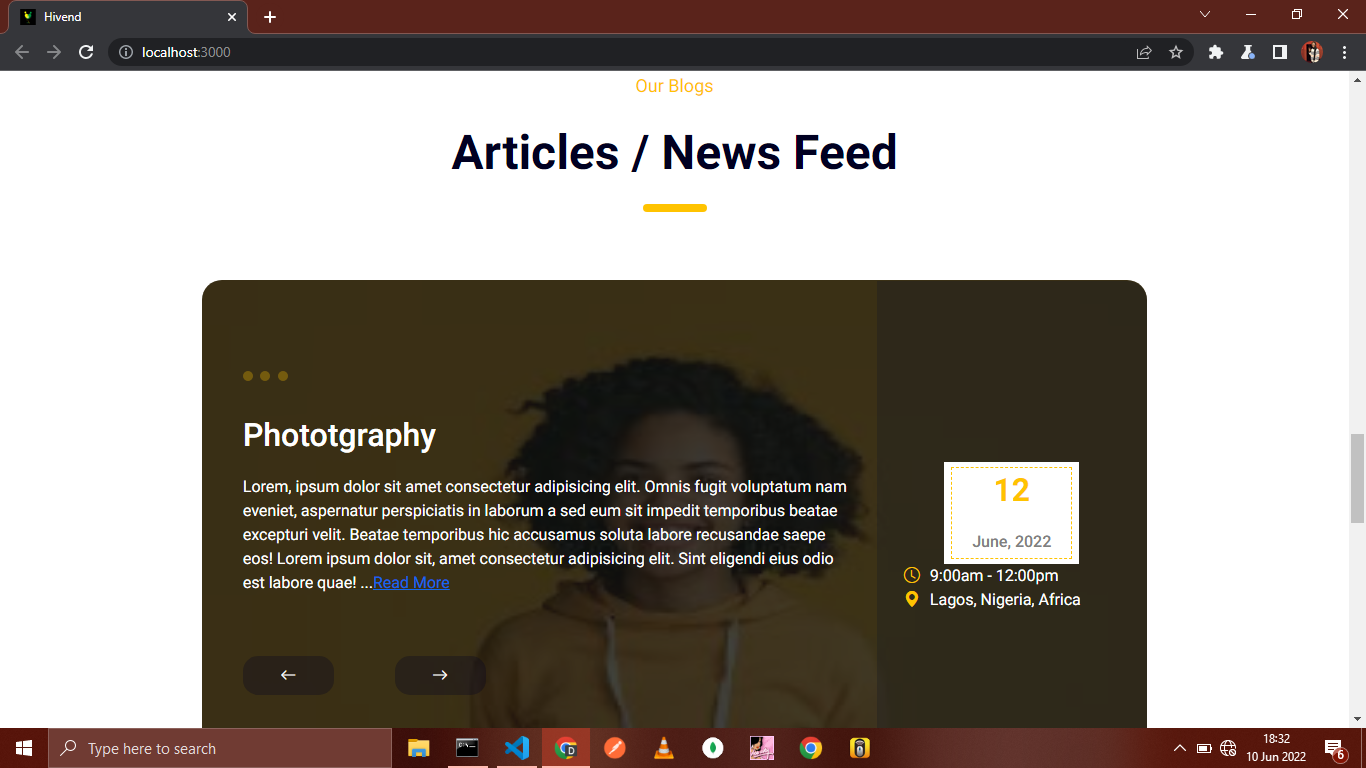 Hivend
localhost:3000
Our Blogs
Articles / News Feed
Phototgraphy
Lorem, ipsum dolor sit amet consectetur adipisicing elit. Omnis fugit voluptatum nam
eveniet, aspernatur perspiciatis in laborum a sed eum sit impedit temporibus beatae
excepturi velit. Beatae temporibus hic accusamus soluta labore recusandae saepe
eos! Lorem ipsum dolor sit, amet consectetur adipisicing elit. Sint eligendi eius odio
est labore quae! ...Read More
12
June, 2022
9:00am - 12:00pm
Lagos, Nigeria, Africa
Type here to search
18:32
10 Jun 2022
6